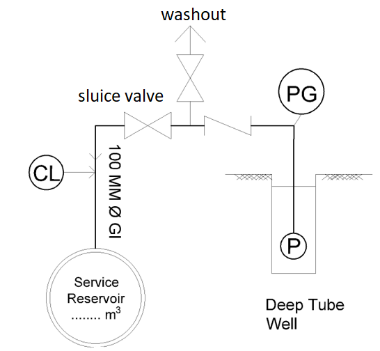 washout
sluice valve
PG
CL
100 MM Ø GI
P
Service
Reservoir
........ m³
Deep Tube
Well